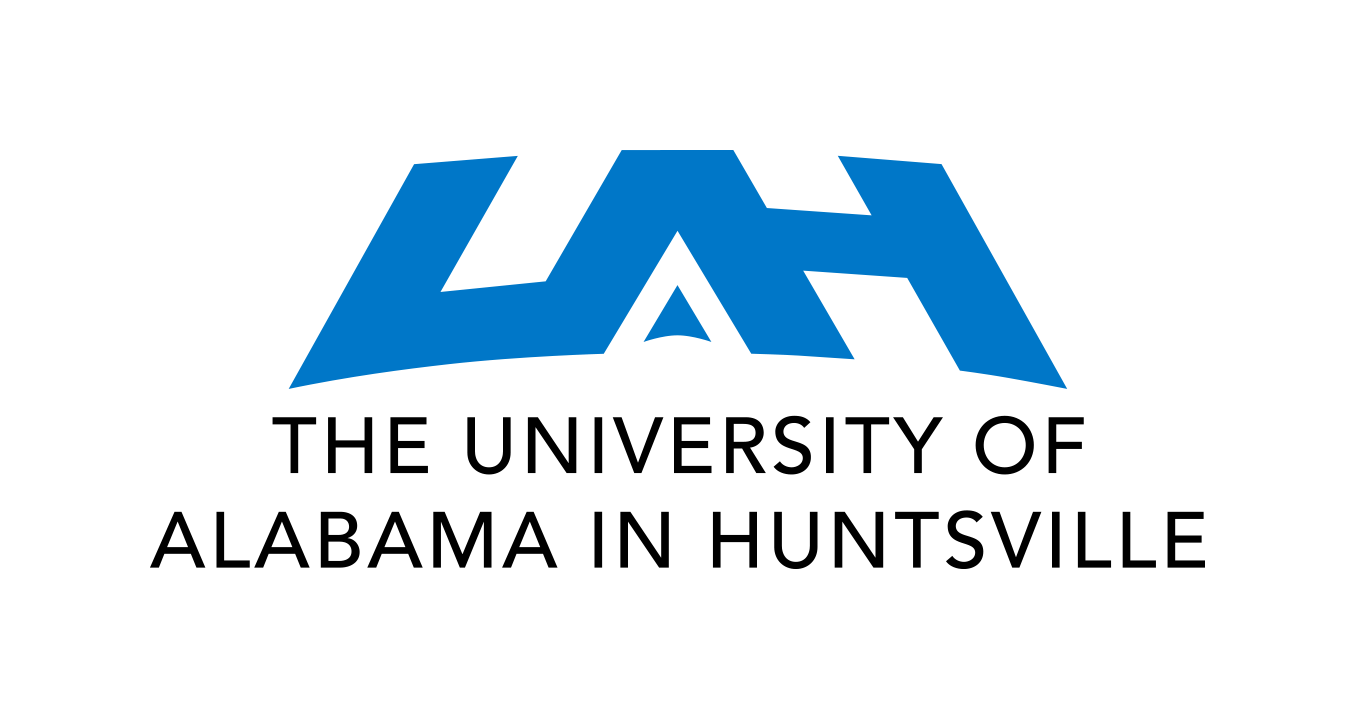 UAH
THE UNIVERSITY OF
ALABAMA IN HUNTSVILLE